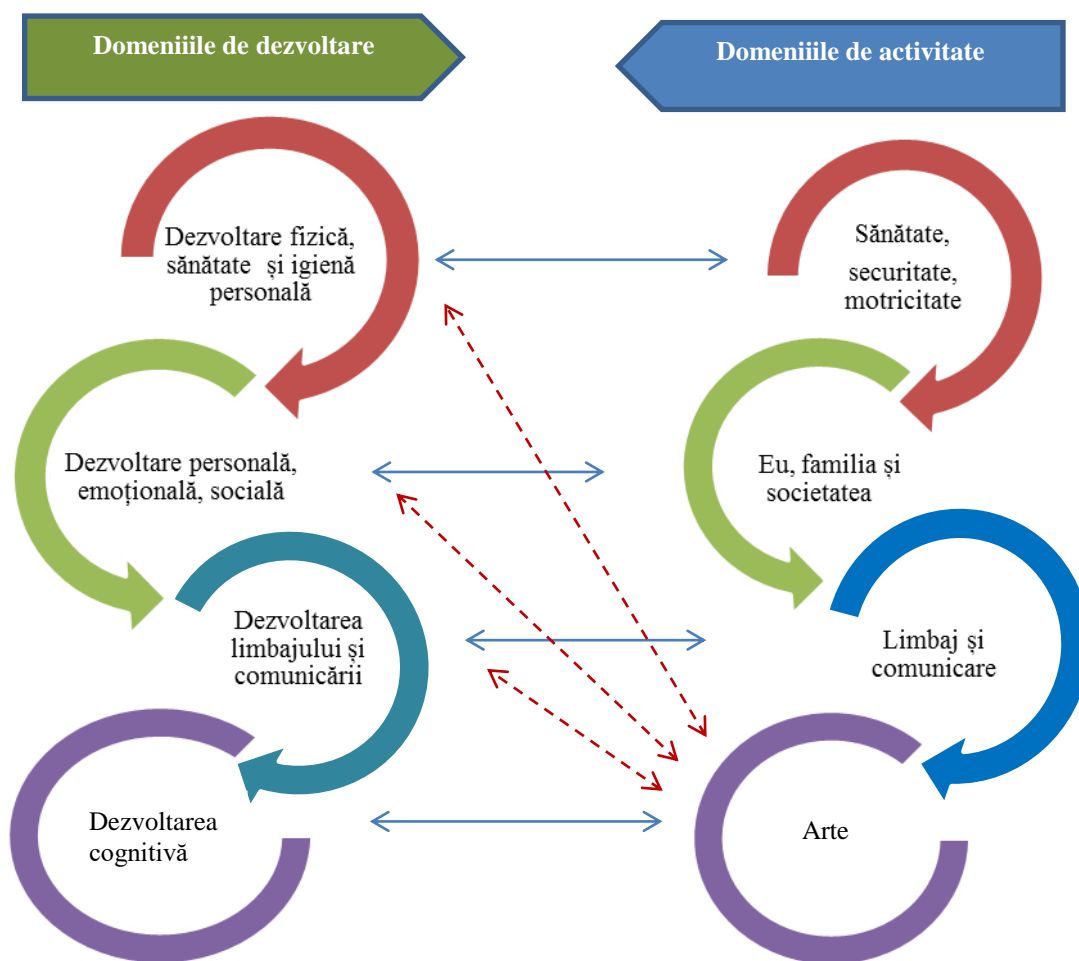 Domeniiile de dezvoltare
Domeniiile de activitate
Dezvoltare fizică,
sănătate și igienă
personală
Sănătate,
securitate,
motricitate
Dezvoltare personală,
emoțională, socială
Eu, familia și
societatea
Dezvoltarea
limbajului și
comunicării
Limbaj și
comunicare
Dezvoltarea
cognitivă
Arte